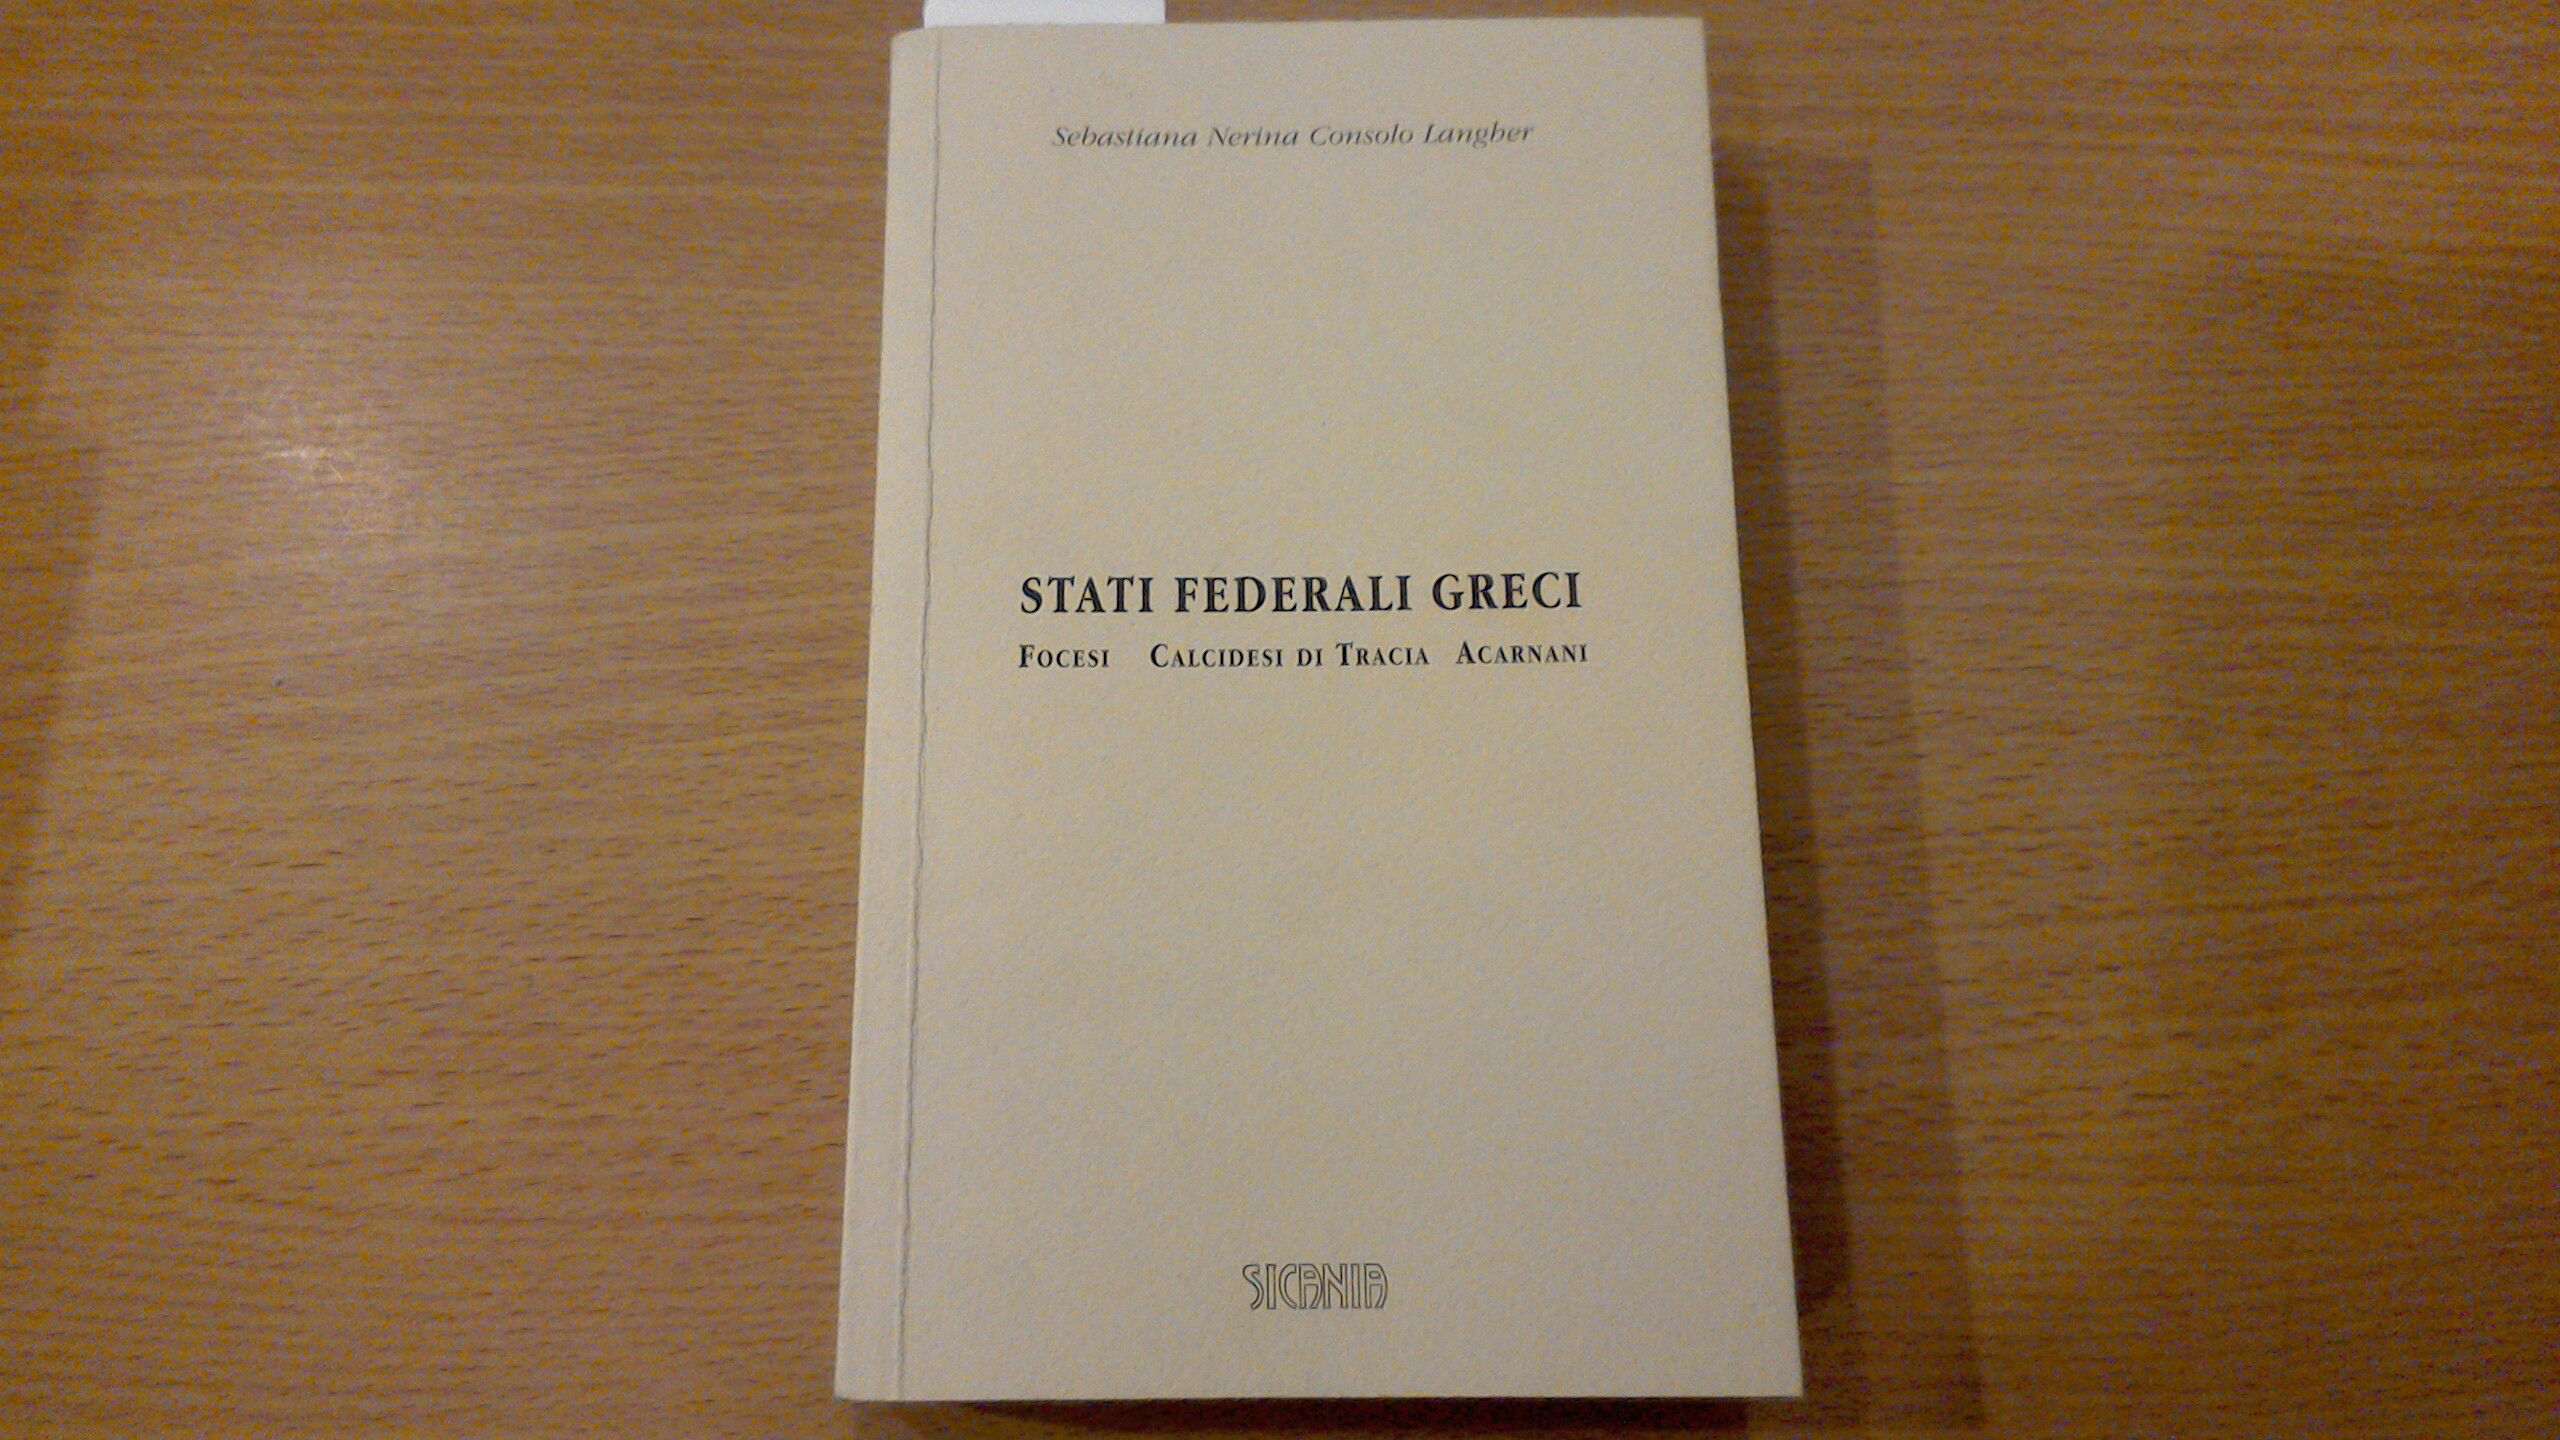 Sebastiana Nerina Consolo Langher
STATI FEDERALI GRECI
FOCESI CALCIDESI DI TRACIA ACARNANI
SICANIA